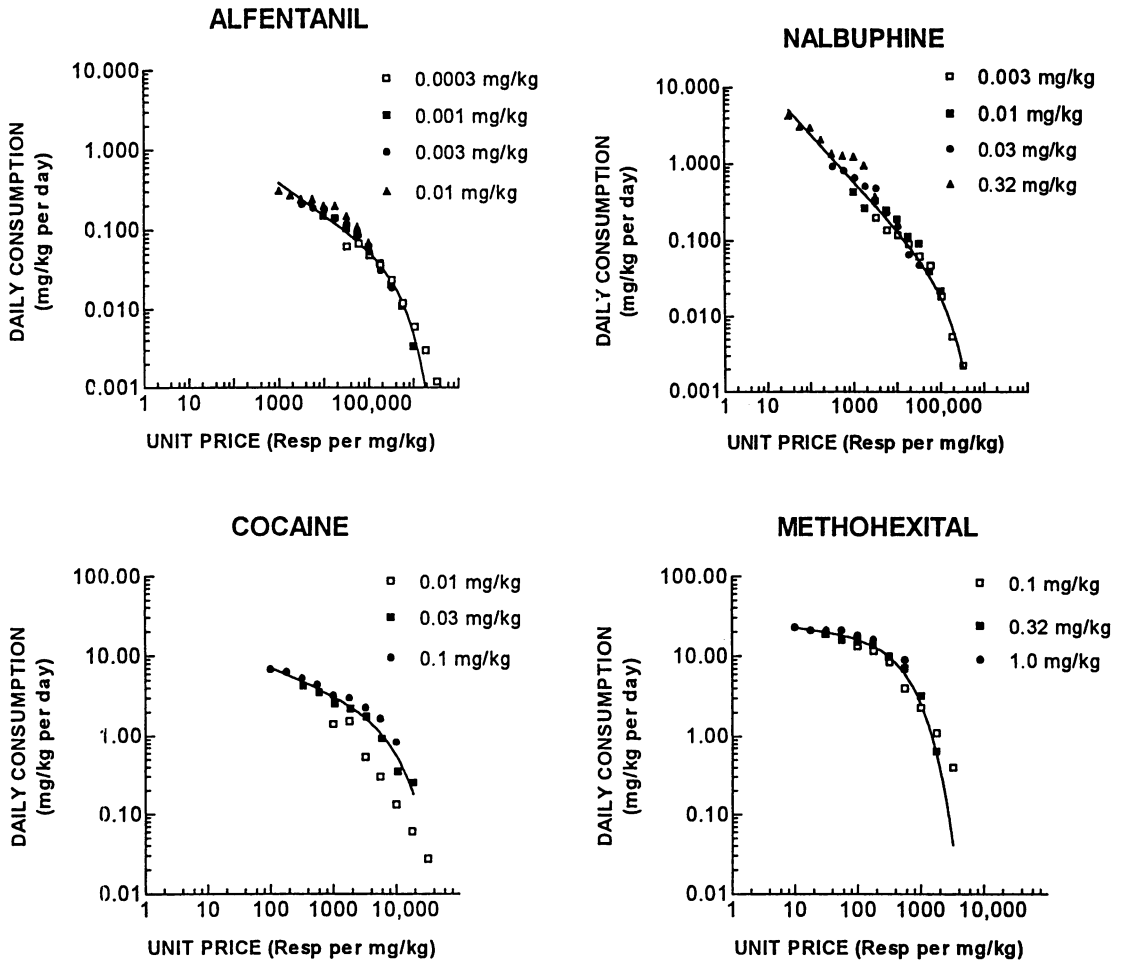 ALFENTANIL
10.000
1.000
0.100
0.010
0.001
DAILY CONSUMPTION
(mg/kg per day)
0.0003 mg/kg
0.001 mg/kg
0.003 mg/kg
0.01 mg/kg
1 10 1000 100,000
UNIT PRICE (Resp per mg/kg)
NALBUPHINE
10.000
1.000
0.100
0.010
0.001
DAILY CONSUMPTION
(mg/kg per day)
0.003 mg/kg
0.01 mg/kg
0.03 mg/kg
0.32 mg/kg
1 10 1000 100,000
UNIT PRICE (Resp per mg/kg)
COCAINE
100.00
10.00
1.00
0.10
0.01
DAILY CONSUMPTION
(mg/kg per day)
0.01 mg/kg
0.03 mg/kg
0.1 mg/kg
1 10 100 1000 10,000
UNIT PRICE (Resp per mg/kg)
METHOHEXITAL
100.00
10.00
1.00
0.10
0.01
DAILY CONSUMPTION
(mg/kg per day)
0.1 mg/kg
0.32 mg/kg
1.0 mg/kg
1 10 100 1000 10,000
UNIT PRICE (Resp per mg/kg)